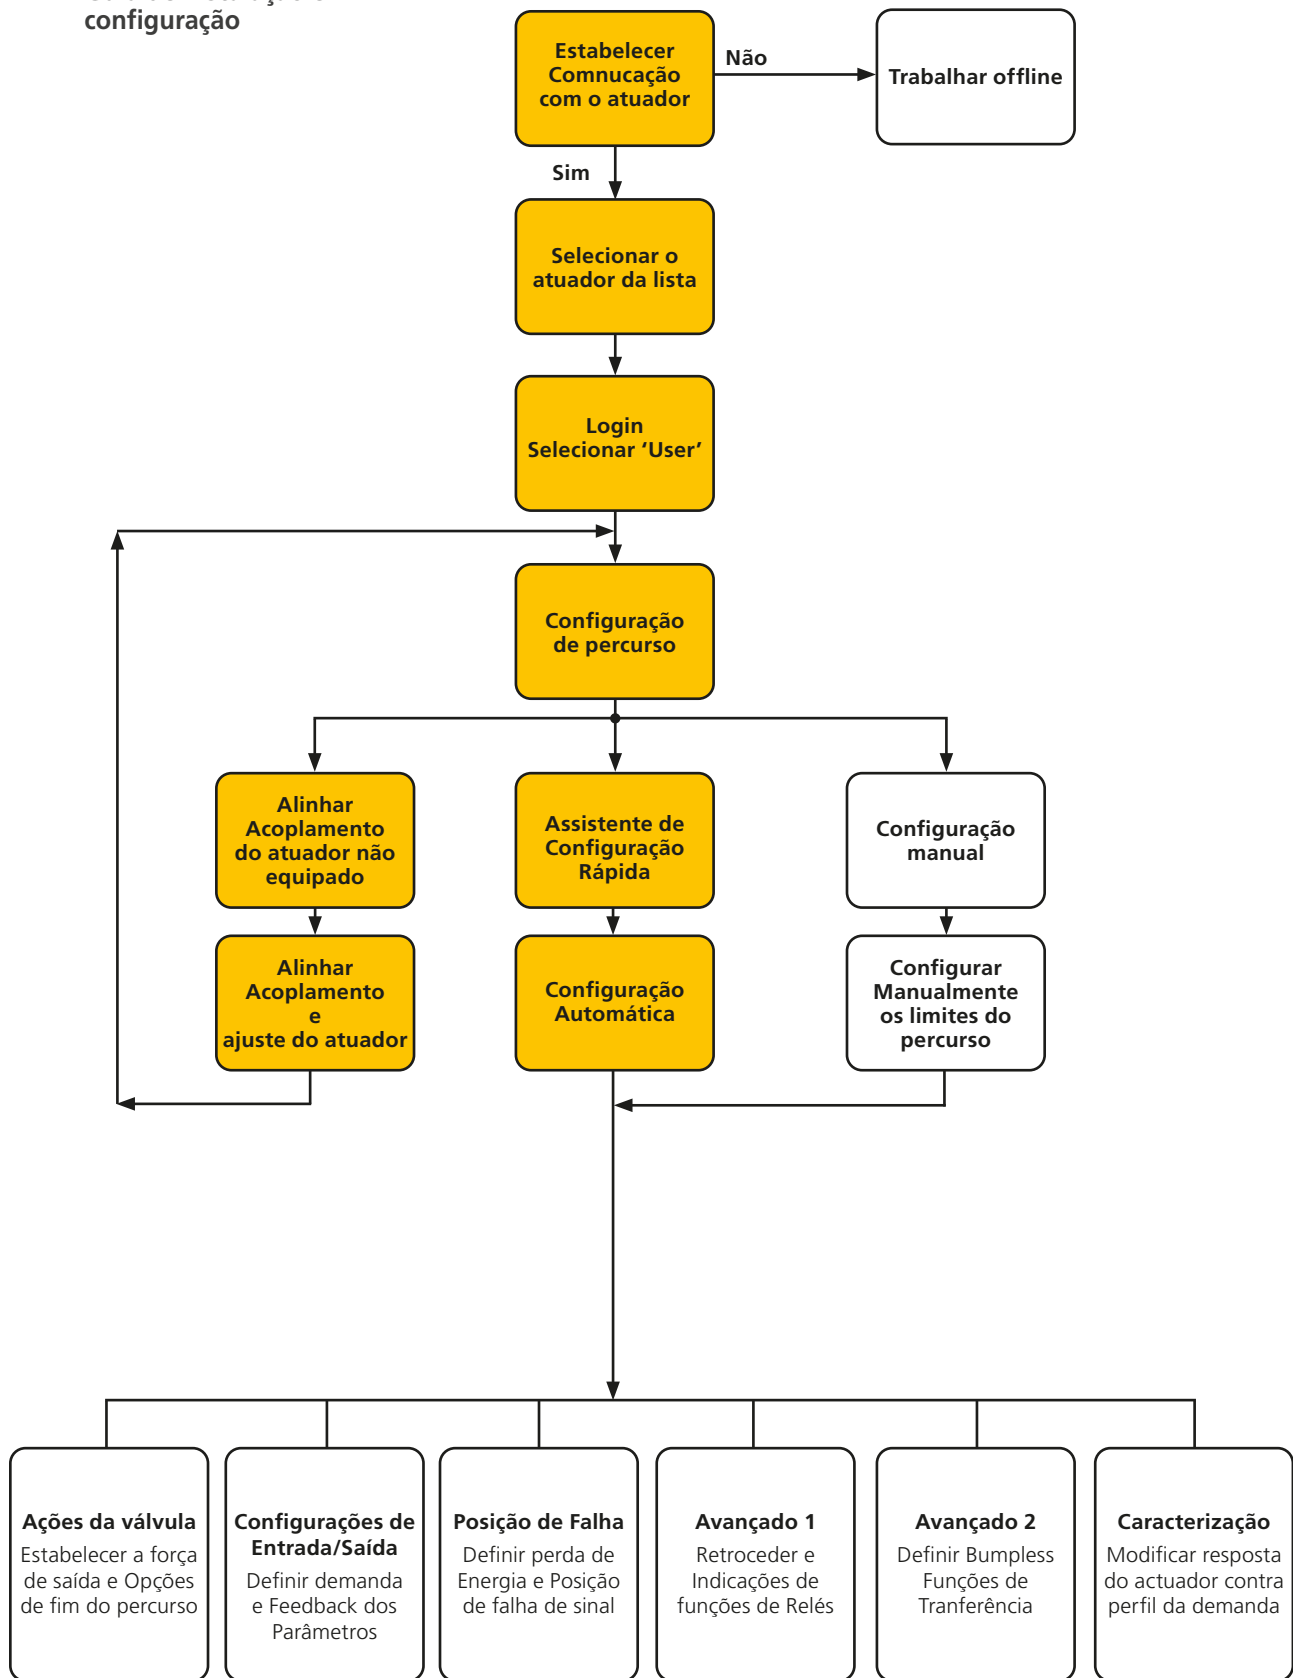 configuração
Estabelecer
Comnucação
com o atuador
Não
Trabalhar offline
Sim
Selecionar o
atuador da lista
Login
Selecionar ‘User’
Configuração
de percurso
Alinhar
Acoplamento
do atuador não
equipado
Assistente de
Configuração
Rápida
Configuração
manual
Alinhar
Acoplamento
e
ajuste do atuador
Configuração
Automática
Configurar
Manualmente
os limites do
percurso
Ações da válvula
Estabelecer a força
de saída e Opções
de fim do percurso
Configurações de
Entrada/Saída
Definir demanda
e Feedback dos
Parâmetros
Posição de Falha
Definir perda de
Energia e Posição
de falha de sinal
Avançado 1
Retroceder e
Indicações de
funções de Relés
Avançado 2
Definir Bumpless
Funções de
Tranferência
Caracterização
Modificar resposta
do actuador contra
perfil da demanda